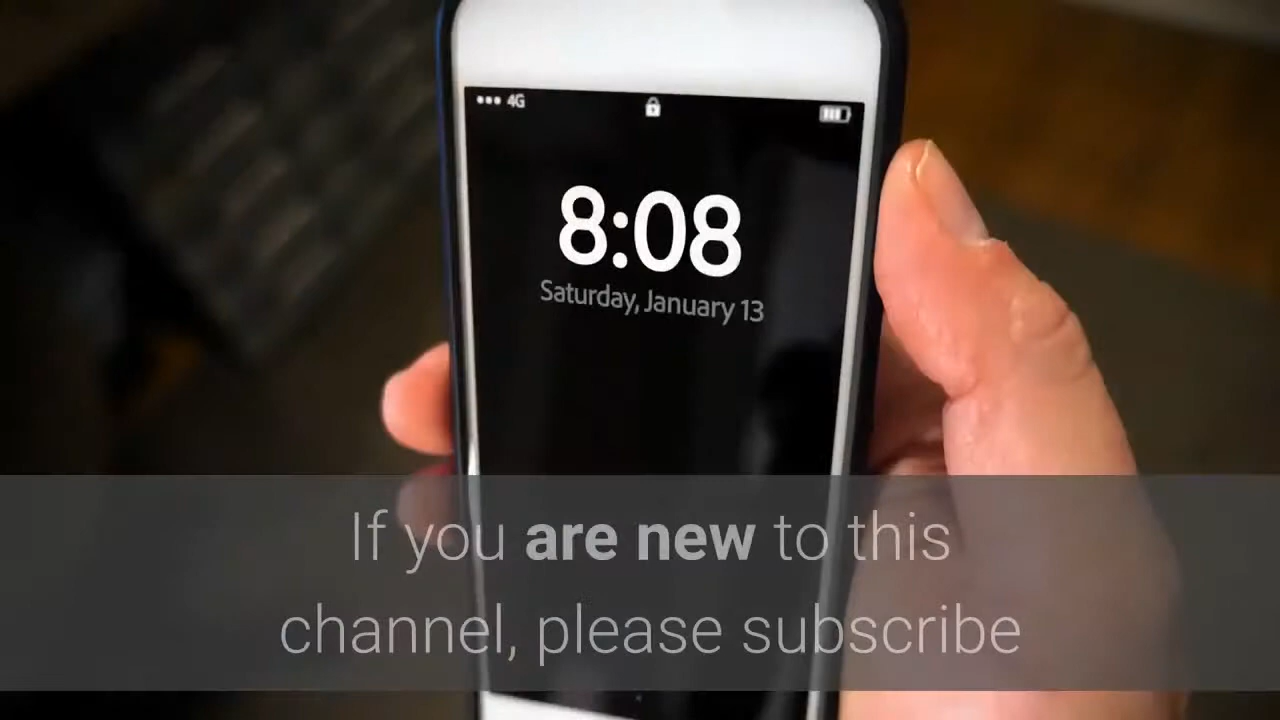 4G
8:08
Saturday, January 13
If you are new to this
channel, please subscribe